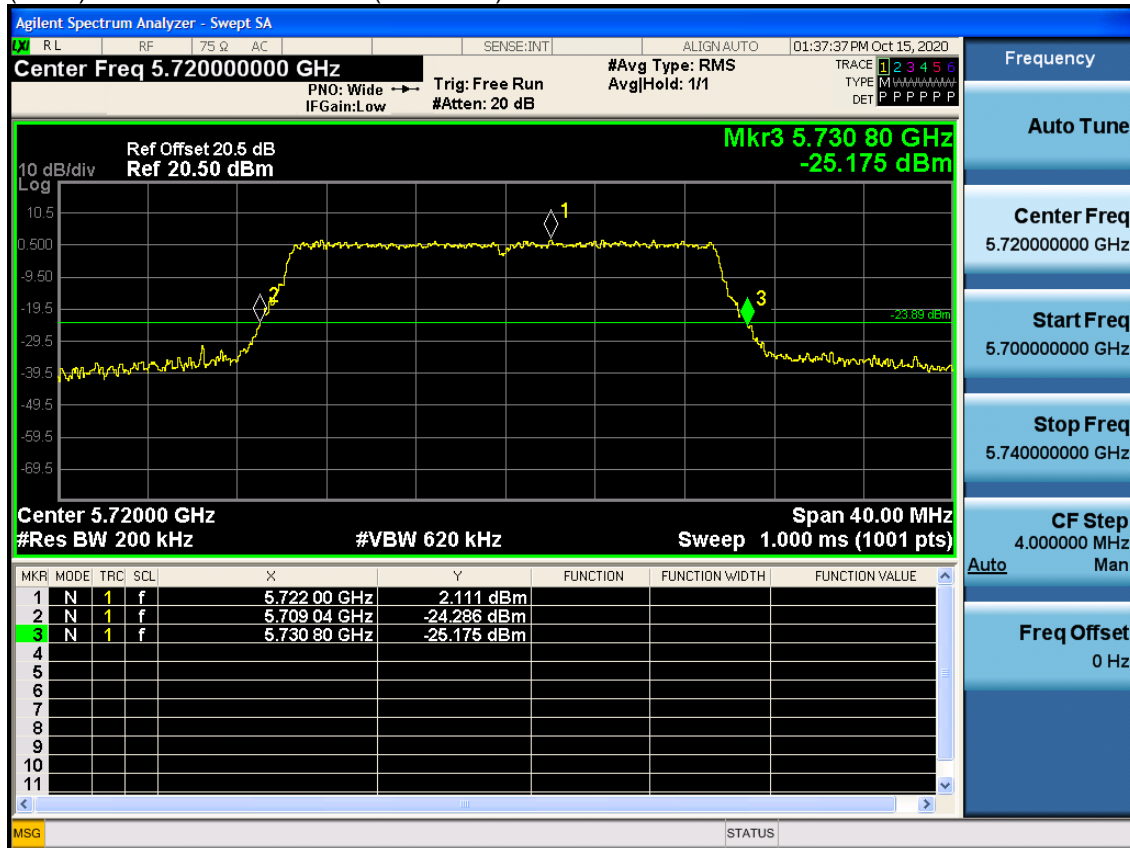 Agilent Spectrum Analyzer - Swept SA
LXI RL RF 75 Ω AC SENSE:INT ALIGN AUTO 01:37:37 PM Oct 15, 2020
Center Freq 5.720000000 GHz
PNO: Wide
IFGain:Low
Trig: Free Run
#Atten: 20 dB
#Avg Type: RMS
Avg|Hold: 1/1
TRACE 1 2 3 4 5 6
TYPE M
DET P P P P P P
Frequency
Mkr3 5.730 80 GHz
-25.175 dBm
Ref Offset 20.5 dB
10 dB/div Ref 20.50 dBm
Log
10.5
0.500
-9.50
-19.5
-29.5
-39.5
-49.5
-59.5
-69.5
1
2
3
-23.89 dBm
Center 5.72000 GHz Span 40.00 MHz
#Res BW 200 kHz #VBW 620 kHz Sweep 1.000 ms (1001 pts)
MKR MODE TRC SCL X Y FUNCTION FUNCTION WIDTH FUNCTION VALUE
1 N 1 f 5.722 00 GHz 2.111 dBm
2 N 1 f 5.709 04 GHz -24.286 dBm
3 N 1 f 5.730 80 GHz -25.175 dBm
4
5
6
7
8
9
10
11
MSG STATUS
Auto Tune
Center Freq
5.720000000 GHz
Start Freq
5.700000000 GHz
Stop Freq
5.740000000 GHz
CF Step
4.000000 MHz
Auto Man
Freq Offset
0 Hz